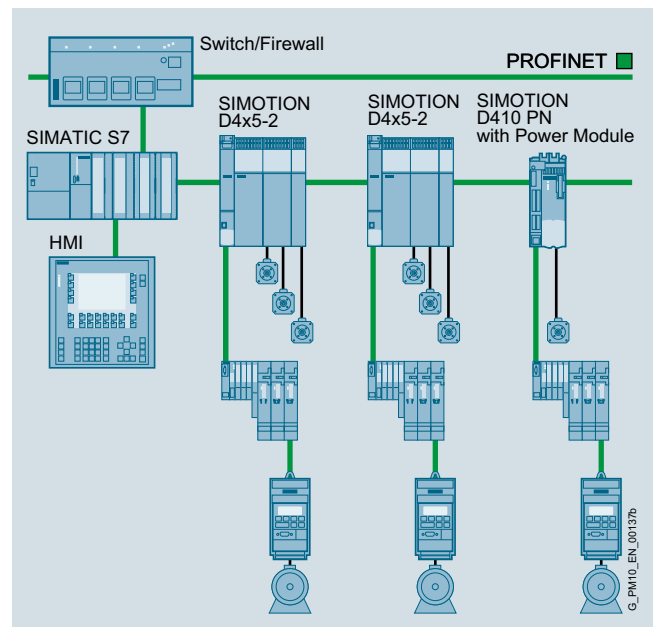 Switch/Firewall
PROFINET
SIMOTION
D4x5-2
SIMOTION
D4x5-2
SIMOTION
D410 PN
with Power Module
SIMATIC S7
HMI
G_PM10_EN_00137b